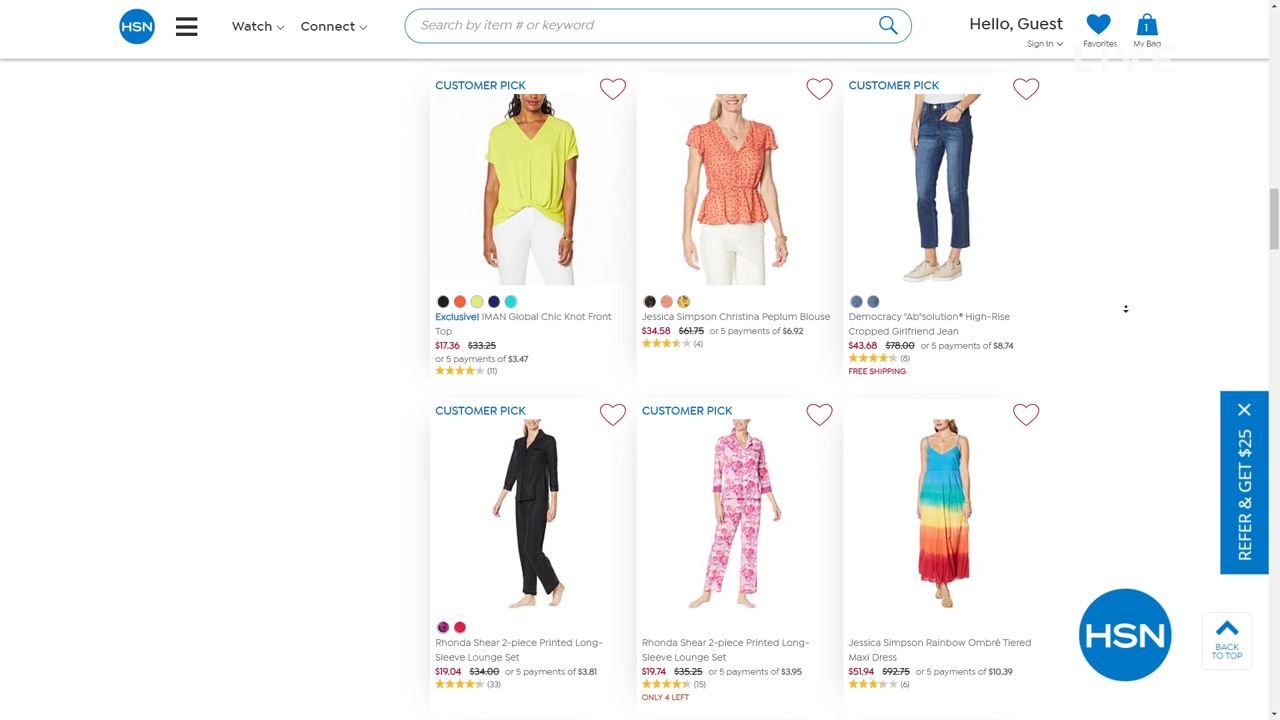 HSN
Watch
Connect
Search by item # or keyword
Hello, Guest
Sign In
Favorites
1
My Bag
LIVE
CUSTOMER PICK
CUSTOMER PICK
Exclusive! IMAN Global Chic Knot Front
Top
$17.36 $33.25
or 5 payments of $3.47
(11)
Jessica Simpson Christina Peplum Blouse
$34.58 $61.75 or 5 payments of $6.92
(4)
Democracy "Ab"solution® High-Rise
Cropped Girlfriend Jean
$43.68 $78.00 or 5 payments of $8.74
(8)
FREE SHIPPING
CUSTOMER PICK
CUSTOMER PICK
Rhonda Shear 2-piece Printed Long-
Sleeve Lounge Set
$19.04 $34.00 or 5 payments of $3.81
(33)
Rhonda Shear 2-piece Printed Long-
Sleeve Lounge Set
$19.74 $35.25 or 5 payments of $3.95
(15)
ONLY 4 LEFT
Jessica Simpson Rainbow Ombré Tiered
Maxi Dress
$51.94 $92.75 or 5 payments of $10.39
(6)
REFER & GET $25
HSN
BACK
TO TOP